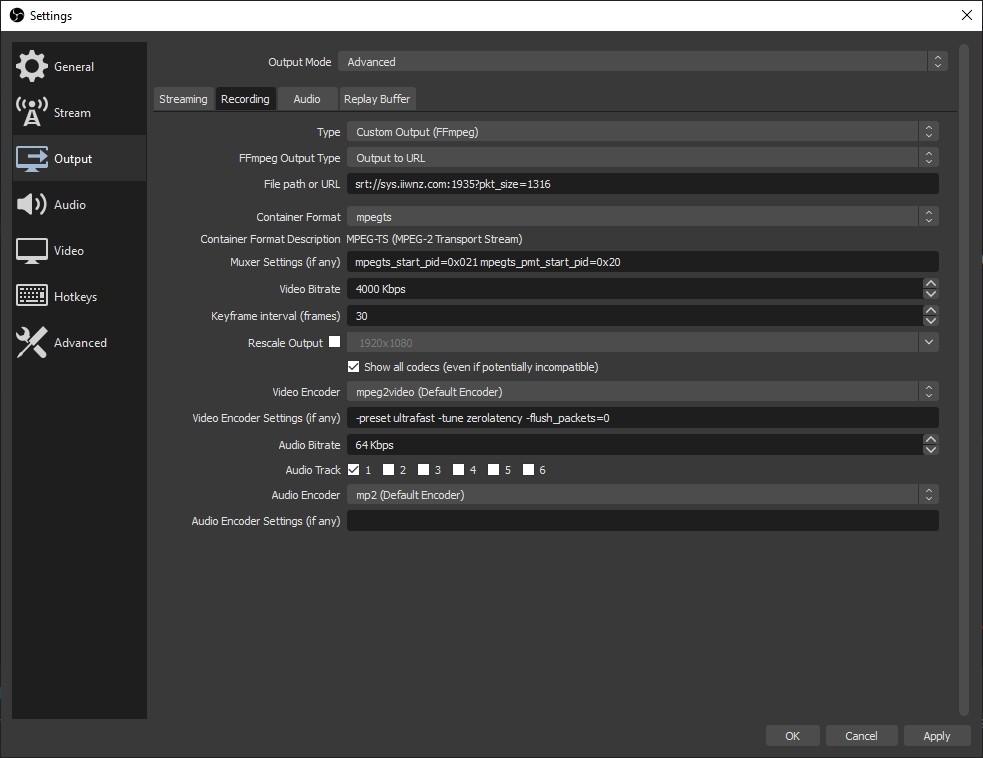 Settings
General
Stream
Output
Audio
Video
Hotkeys
Advanced
Output Mode Advanced
Streaming Recording Audio Replay Buffer
Type Custom Output (FFmpeg)
FFmpeg Output Type Output to URL
File path or URL srt://sys.iiwnz.com:1935?pkt_size=1316
Container Format mpegts
Container Format Description MPEG-TS (MPEG-2 Transport Stream)
Muxer Settings (if any) mpegts_start_pid=0x021 mpegts_pmt_start_pid=0x20
Video Bitrate 4000 Kbps
Keyframe interval (frames) 30
Rescale Output 1920x1080
Show all codecs (even if potentially incompatible)
Video Encoder mpeg2video (Default Encoder)
Video Encoder Settings (if any) -preset ultrafast -tune zerolatency -flush_packets=0
Audio Bitrate 64 Kbps
Audio Track 1 2 3 4 5 6
Audio Encoder mp2 (Default Encoder)
Audio Encoder Settings (if any)
OK Cancel Apply